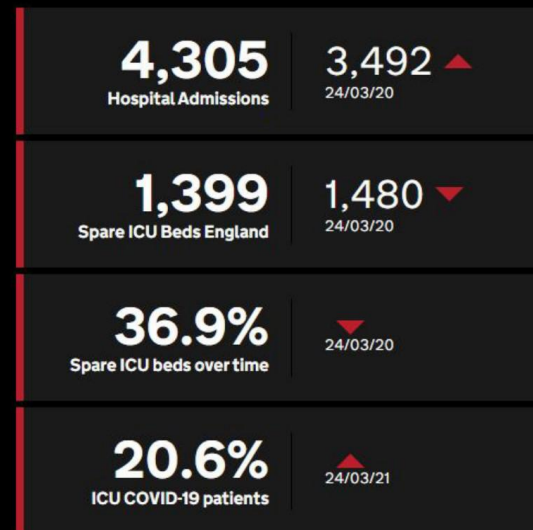 4,305
Hospital Admissions
3,492
24/03/20
1,399
Spare ICU Beds England
1,480
24/03/20
36.9%
Spare ICU beds over time
24/03/20
20.6%
ICU COVID-19 patients
24/03/21